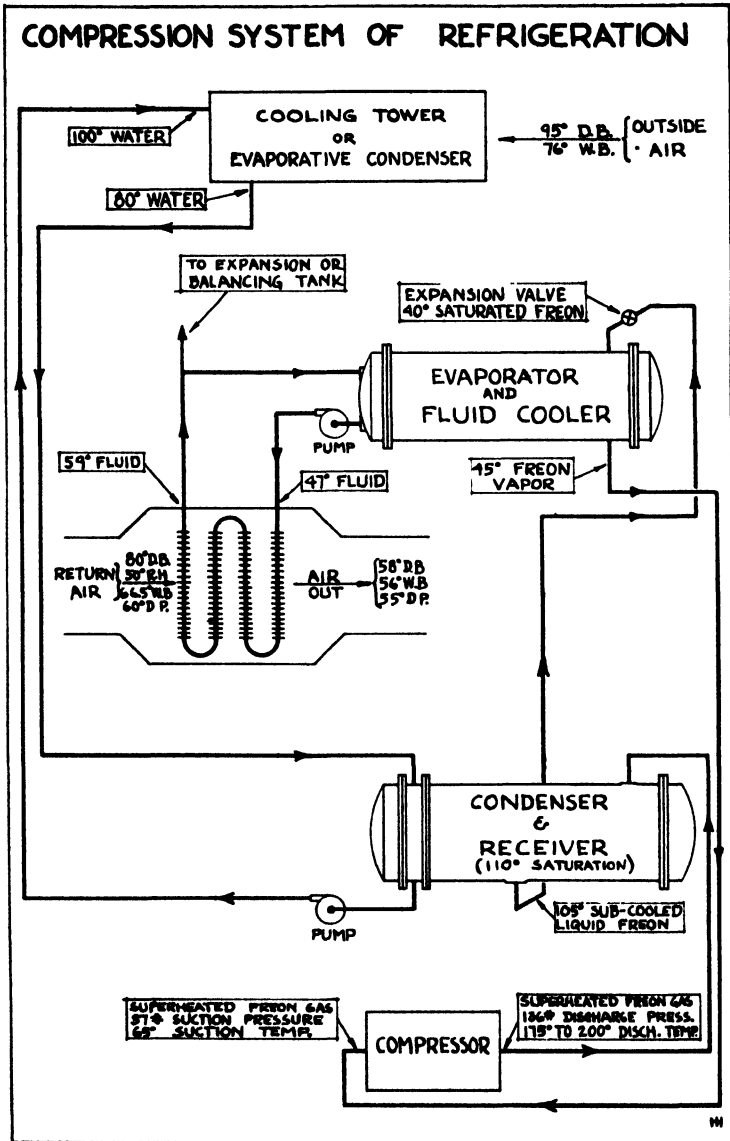 COMPRESSION SYSTEM OF REFRIGERATION
COOLING TOWER
OR
EVAPORATIVE CONDENSER
100° WATER
95° D.B.
76° W.B.
OUTSIDE
AIR
80° WATER
TO EXPANSION OR
BALANCING TANK
EXPANSION VALVE
40° SATURATED FREON
EVAPORATOR
AND
FLUID COOLER
PUMP
59° FLUID
47° FLUID
45° FREON
VAPOR
RETURN
AIR
80° D.B.
50° R.H.
66.5° W.B
60° D.P.
AIR
OUT
58° D.B
56° W.B
55° D P.
CONDENSER
&
RECEIVER
(110° SATURATION)
PUMP
105° SUB-COOLED
LIQUID FREON
SUPERHEATED FREON GAS
37# SUCTION PRESSURE
65° SUCTION TEMP.
COMPRESSOR
SUPERHEATED FREON GAS
136# DISCHARGE PRESS.
175° TO 200° DISCH. TEMP.